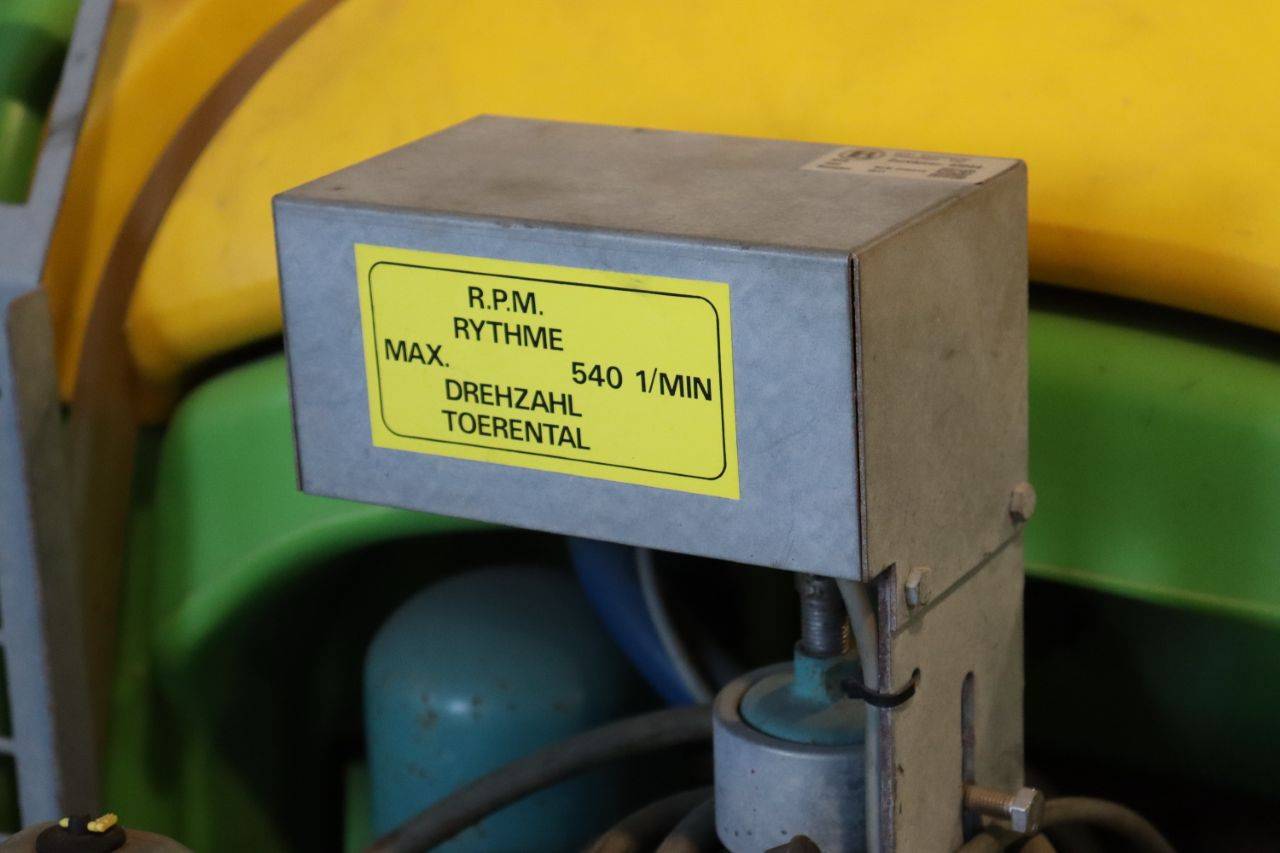 R.P.M.
RYTHME
MAX.
540 1/MIN
DREHZAHL
TOERENTAL